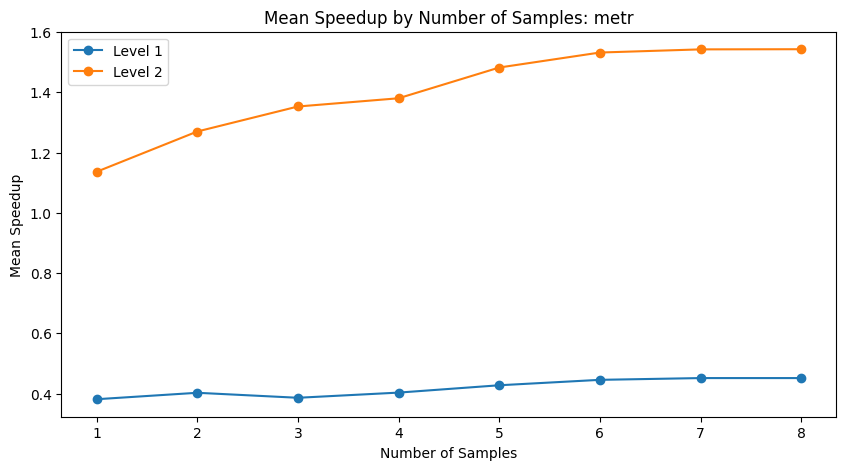 Mean Speedup by Number of Samples: metr
Level 1
Level 2
Mean Speedup
1.6
1.4
1.2
1.0
0.8
0.6
0.4
1 2 3 4 5 6 7 8
Number of Samples